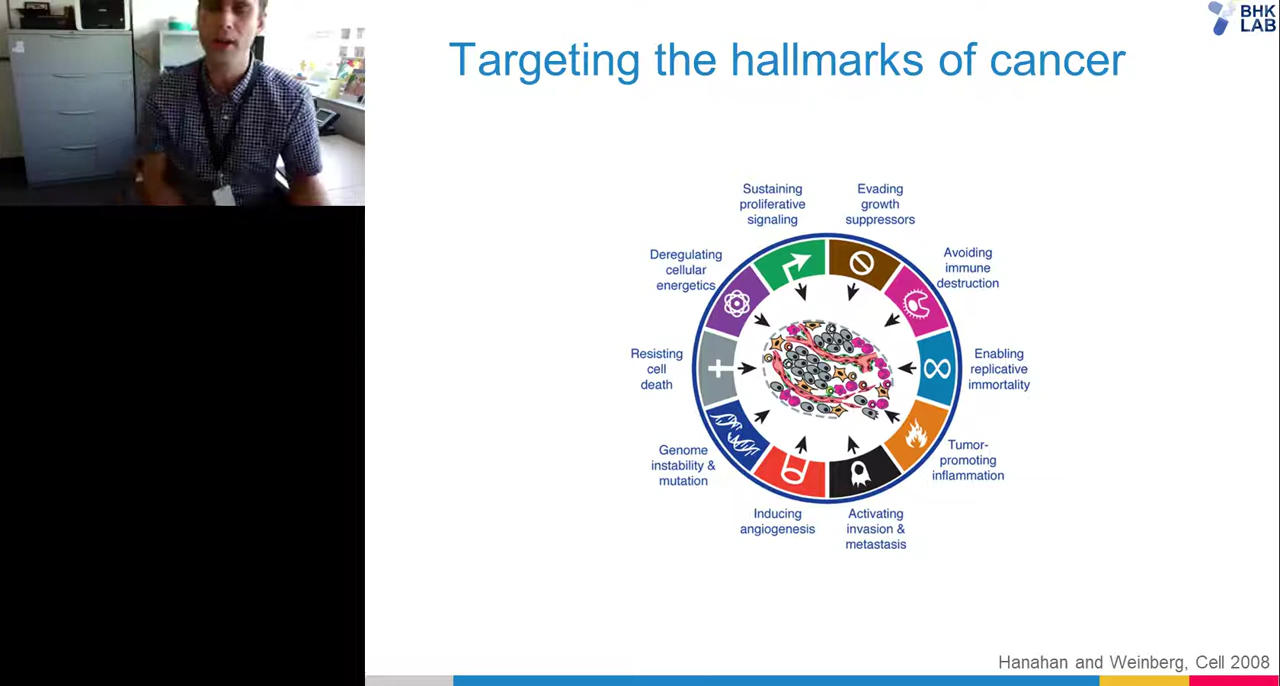 BHK
LAB
Targeting the hallmarks of cancer
Sustaining
proliferative
signaling
Evading
growth
suppressors
Deregulating
cellular
energetics
Avoiding
immune
destruction
Resisting
cell
death
Enabling
replicative
immortality
Genome
instability &
mutation
Tumor-
promoting
inflammation
Inducing
angiogenesis
Activating
invasion &
metastasis
Hanahan and Weinberg, Cell 2008